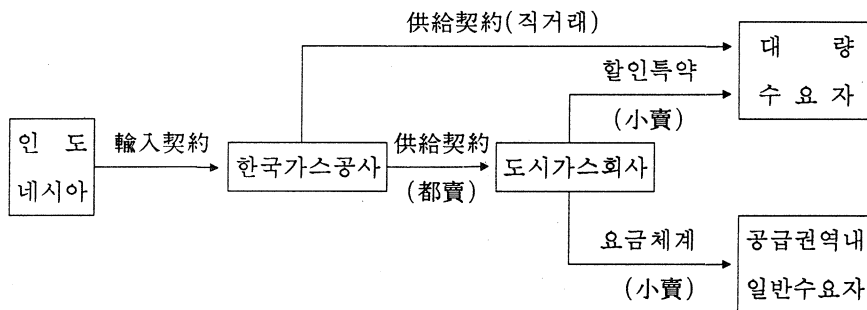 供給契約(직거래)
대 량
수 요 자
할인특약
(小賣)
인 도
네시아
輸入契約
한국가스공사
供給契約
(都賣)
도시가스회사
요금체계
(小賣)
공급권역내
일반수요자